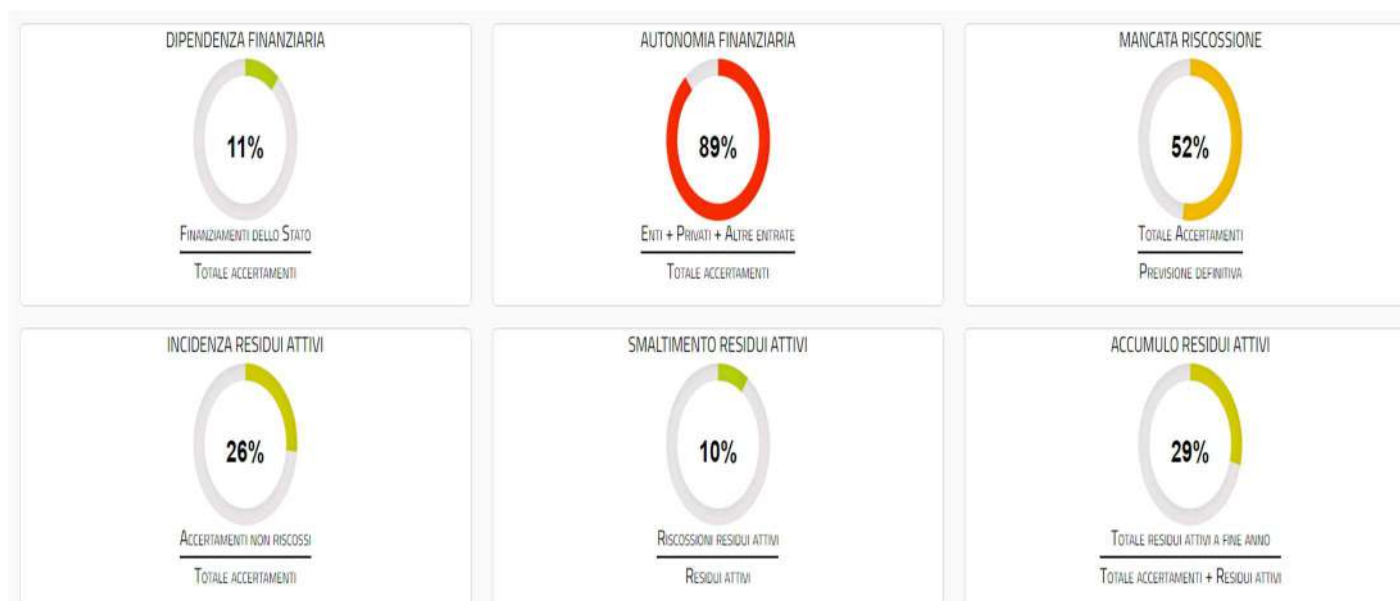 DIPENDENZA FINANZIARIA
11%
FINANZIAMENTI DELLO STATO
TOTALE ACCERTAMENTI
AUTONOMIA FINANZIARIA
89%
ENTI + PRIVATI + ALTRE ENTRATE
TOTALE ACCERTAMENTI
MANCATA RISCOSSIONE
52%
TOTALE ACCERTAMENTI
PREVISIONE DEFINITIVA
INCIDENZA RESIDUI ATTIVI
26%
ACCERTAMENTI NON RISCOSSI
TOTALE ACCERTAMENTI
SMALTIMENTO RESIDUI ATTIVI
10%
RISCOSSIONI RESIDUI ATTIVI
RESIDUI ATTIVI
ACCUMULO RESIDUI ATTIVI
29%
TOTALE RESIDUI ATTIVI A FINE ANNO
TOTALE ACCERTAMENTI + RESIDUI ATTIVI